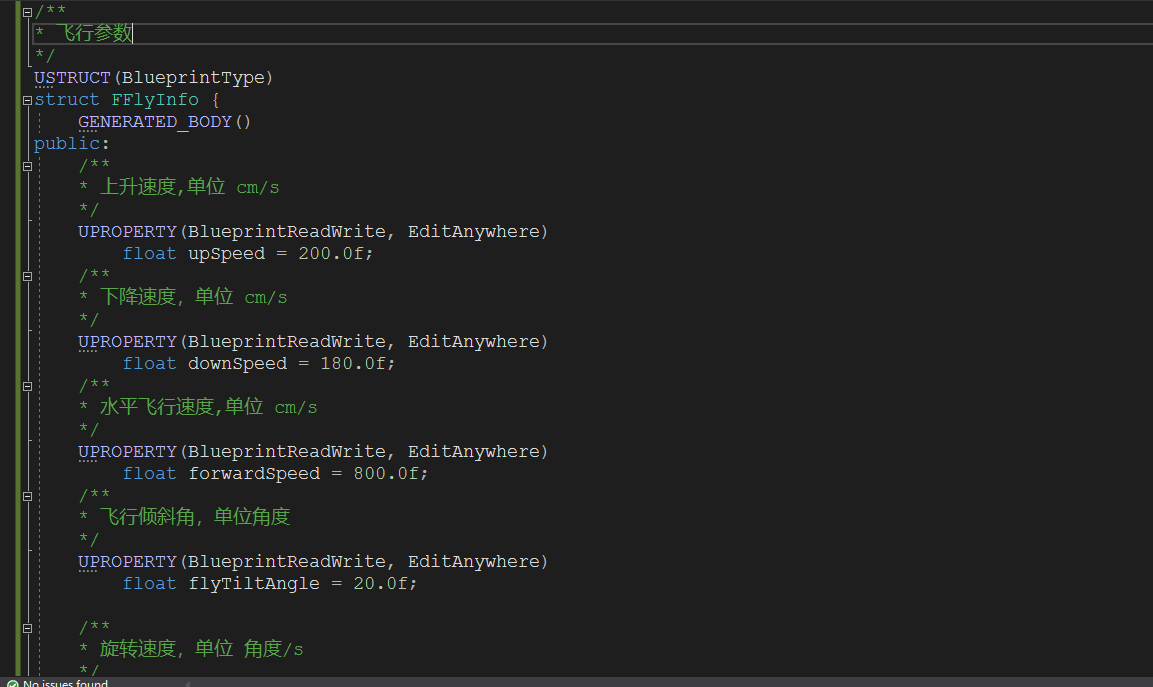 /**
* 飞行参数
*/
USTRUCT(BlueprintType)
struct FFlyInfo {
GENERATED_BODY()
public:
/**
* 上升速度,单位 cm/s
*/
UPROPERTY(BlueprintReadWrite, EditAnywhere)
float upSpeed = 200.0f;
/**
* 下降速度，单位 cm/s
*/
UPROPERTY(BlueprintReadWrite, EditAnywhere)
float downSpeed = 180.0f;
/**
* 水平飞行速度,单位 cm/s
*/
UPROPERTY(BlueprintReadWrite, EditAnywhere)
float forwardSpeed = 800.0f;
/**
* 飞行倾斜角，单位角度
*/
UPROPERTY(BlueprintReadWrite, EditAnywhere)
float flyTiltAngle = 20.0f;
/**
* 旋转速度，单位 角度/s
*/
No issues found